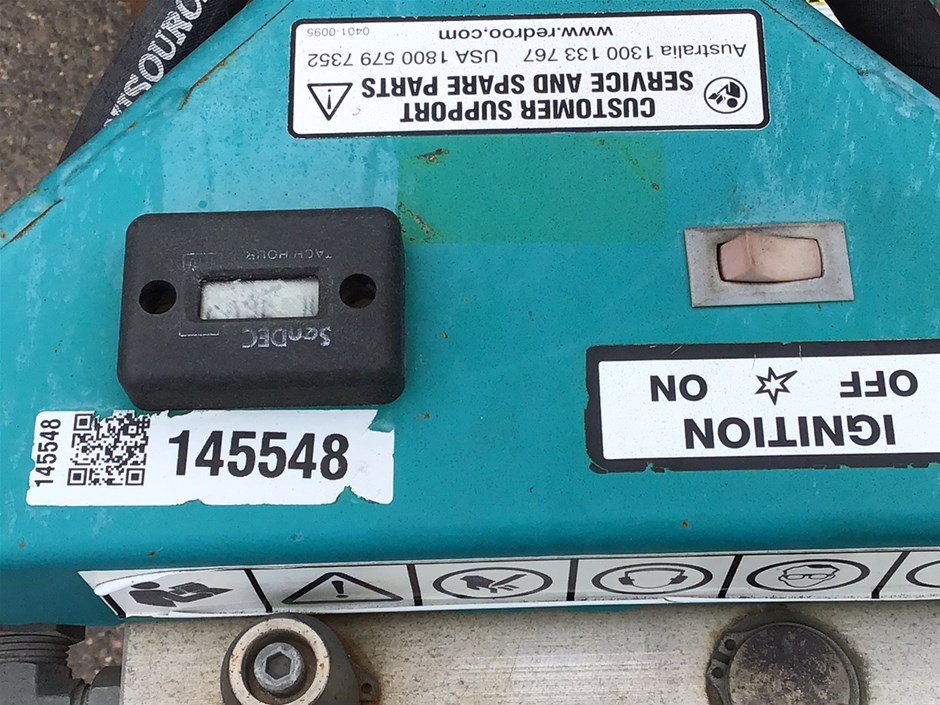 CUSTOMER SUPPORT
SERVICE AND SPARE PARTS
Australia 1300 133 767 USA 1800 579 7352
www.redroo.com
0401-0095
SenDEC
TACH HOUR
145548
145548
IGNITION
OFF ON